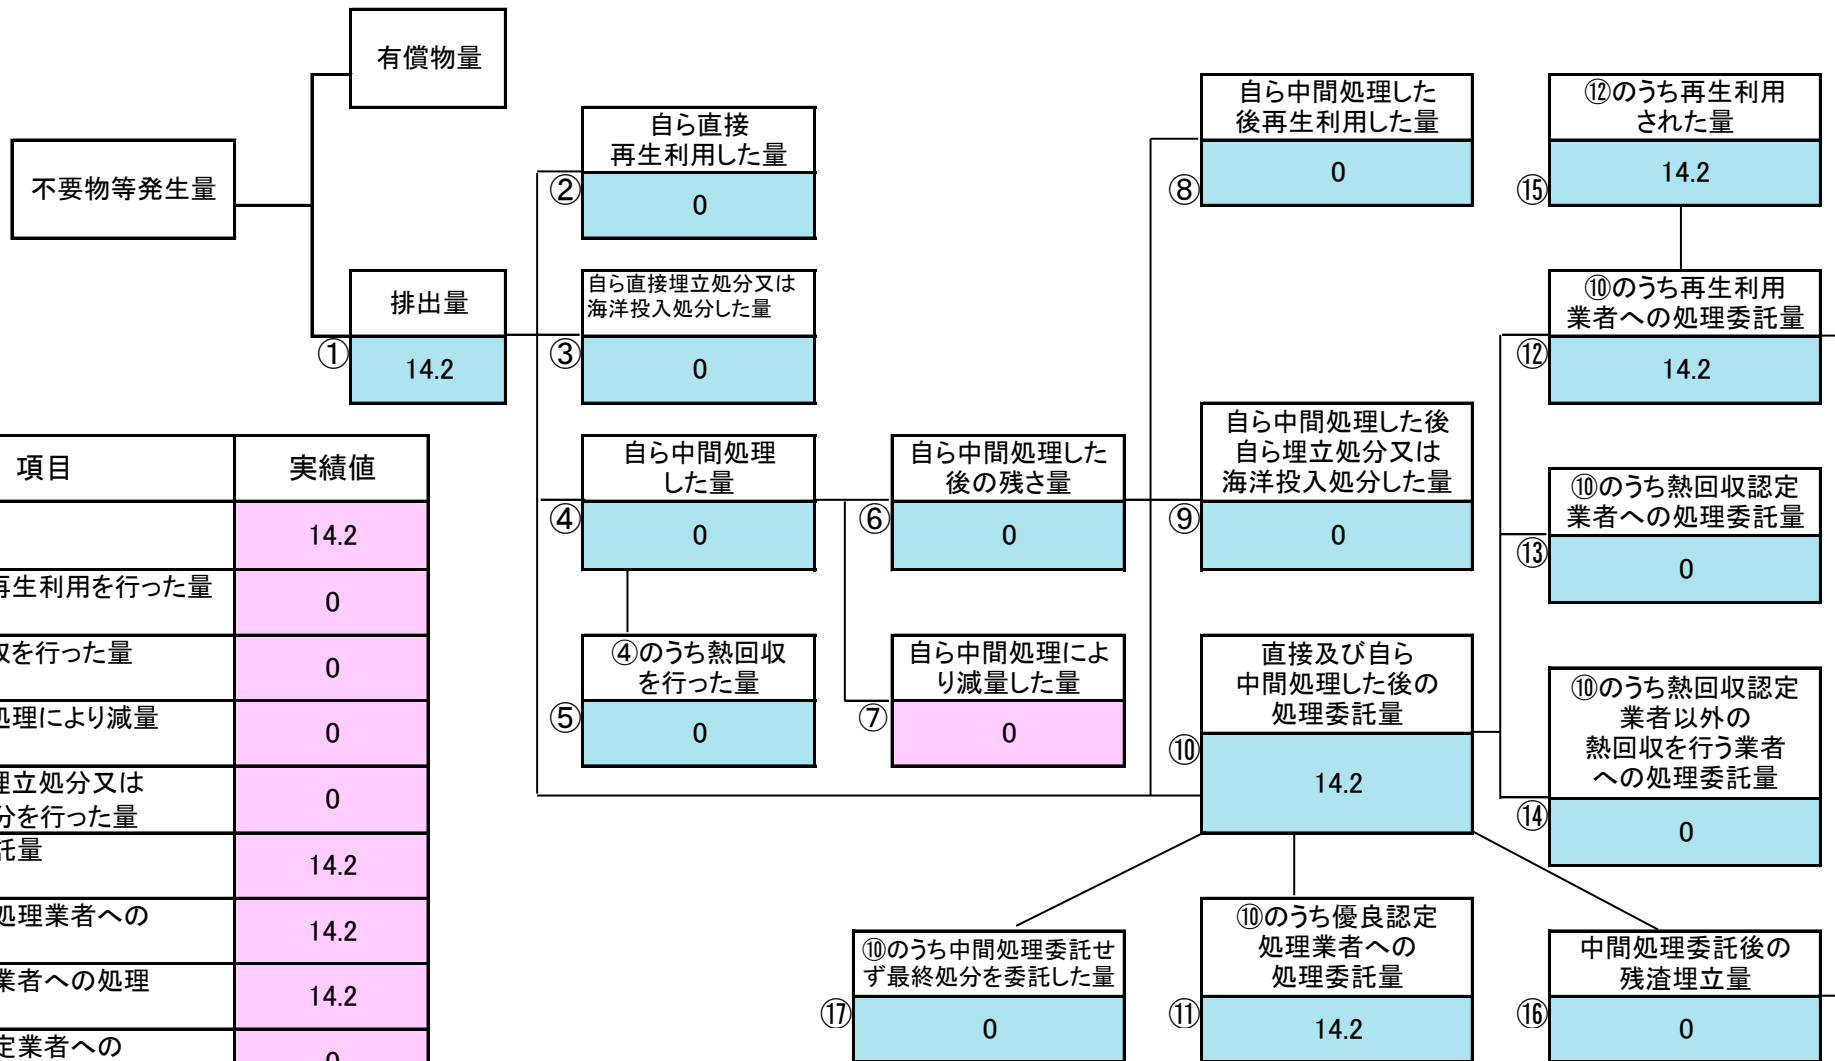 有償物量
不要物等発生量
排出量
①
14.2
自ら直接
再生利用した量
②
0
自ら直接埋立処分又は
海洋投入処分した量
③
0
自ら中間処理
した量
④
0
④のうち熱回収
を行った量
⑤
0
自ら中間処理した
後の残さ量
⑥
0
自ら中間処理によ
り減量した量
⑦
0
自ら中間処理した
後再生利用した量
⑧
0
自ら中間処理した後
自ら埋立処分又は
海洋投入処分した量
⑨
0
直接及び自ら
中間処理した後の
処理委託量
⑩
14.2
⑫のうち再生利用
された量
⑮
14.2
⑩のうち再生利用
業者への処理委託量
⑫
14.2
⑩のうち熱回収認定
業者への処理委託量
⑬
0
⑩のうち熱回収認定
業者以外の
熱回収を行う業者
への処理委託量
⑭
0
⑩のうち中間処理委託せ
ず最終処分を委託した量
⑰
0
⑩のうち優良認定
処理業者への
処理委託量
⑪
14.2
中間処理委託後の
残渣埋立量
⑯
0
項目 実績値
14.2
再生利用を行った量 0
収を行った量 0
処理により減量 0
埋立処分又は
分を行った量 0
託量 14.2
処理業者への 14.2
業者への処理 14.2
定業者への 0